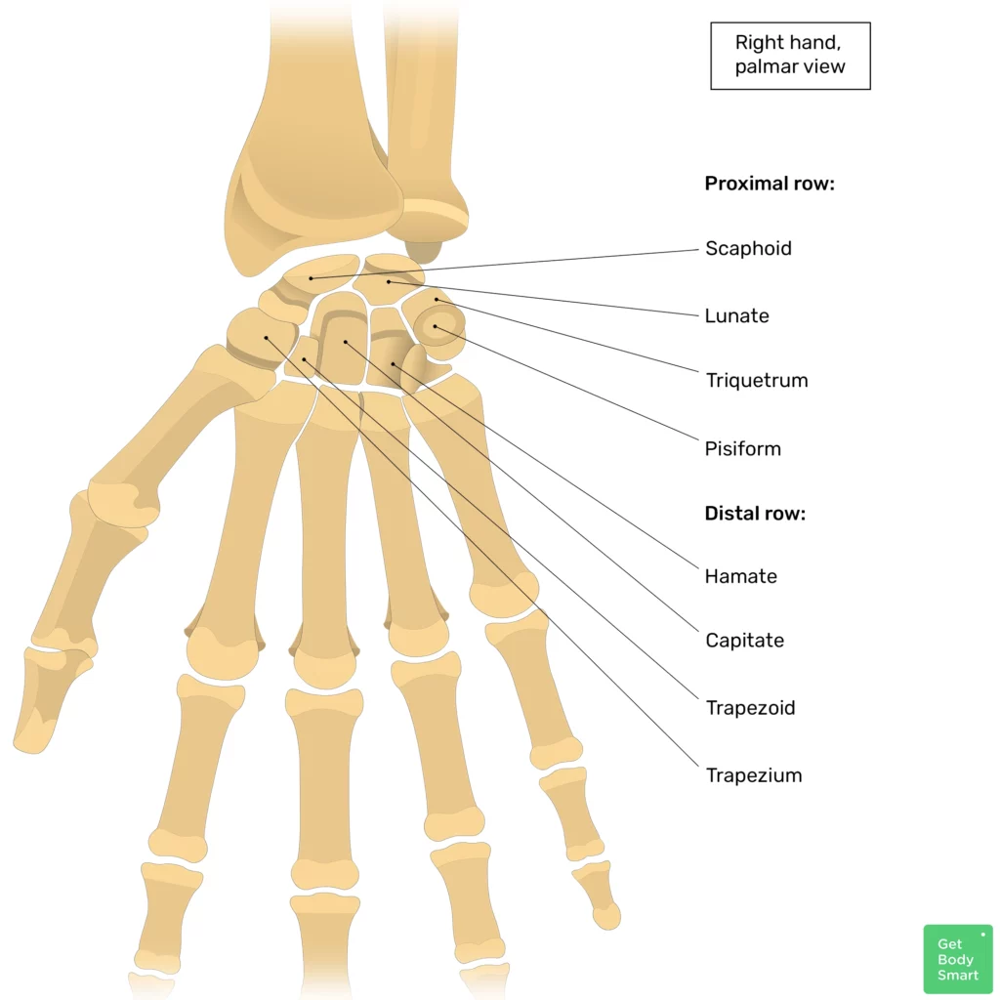 Right hand,
palmar view
Proximal row:
Scaphoid
Lunate
Triquetrum
Pisiform
Distal row:
Hamate
Capitate
Trapezoid
Trapezium
Get
Body
Smart